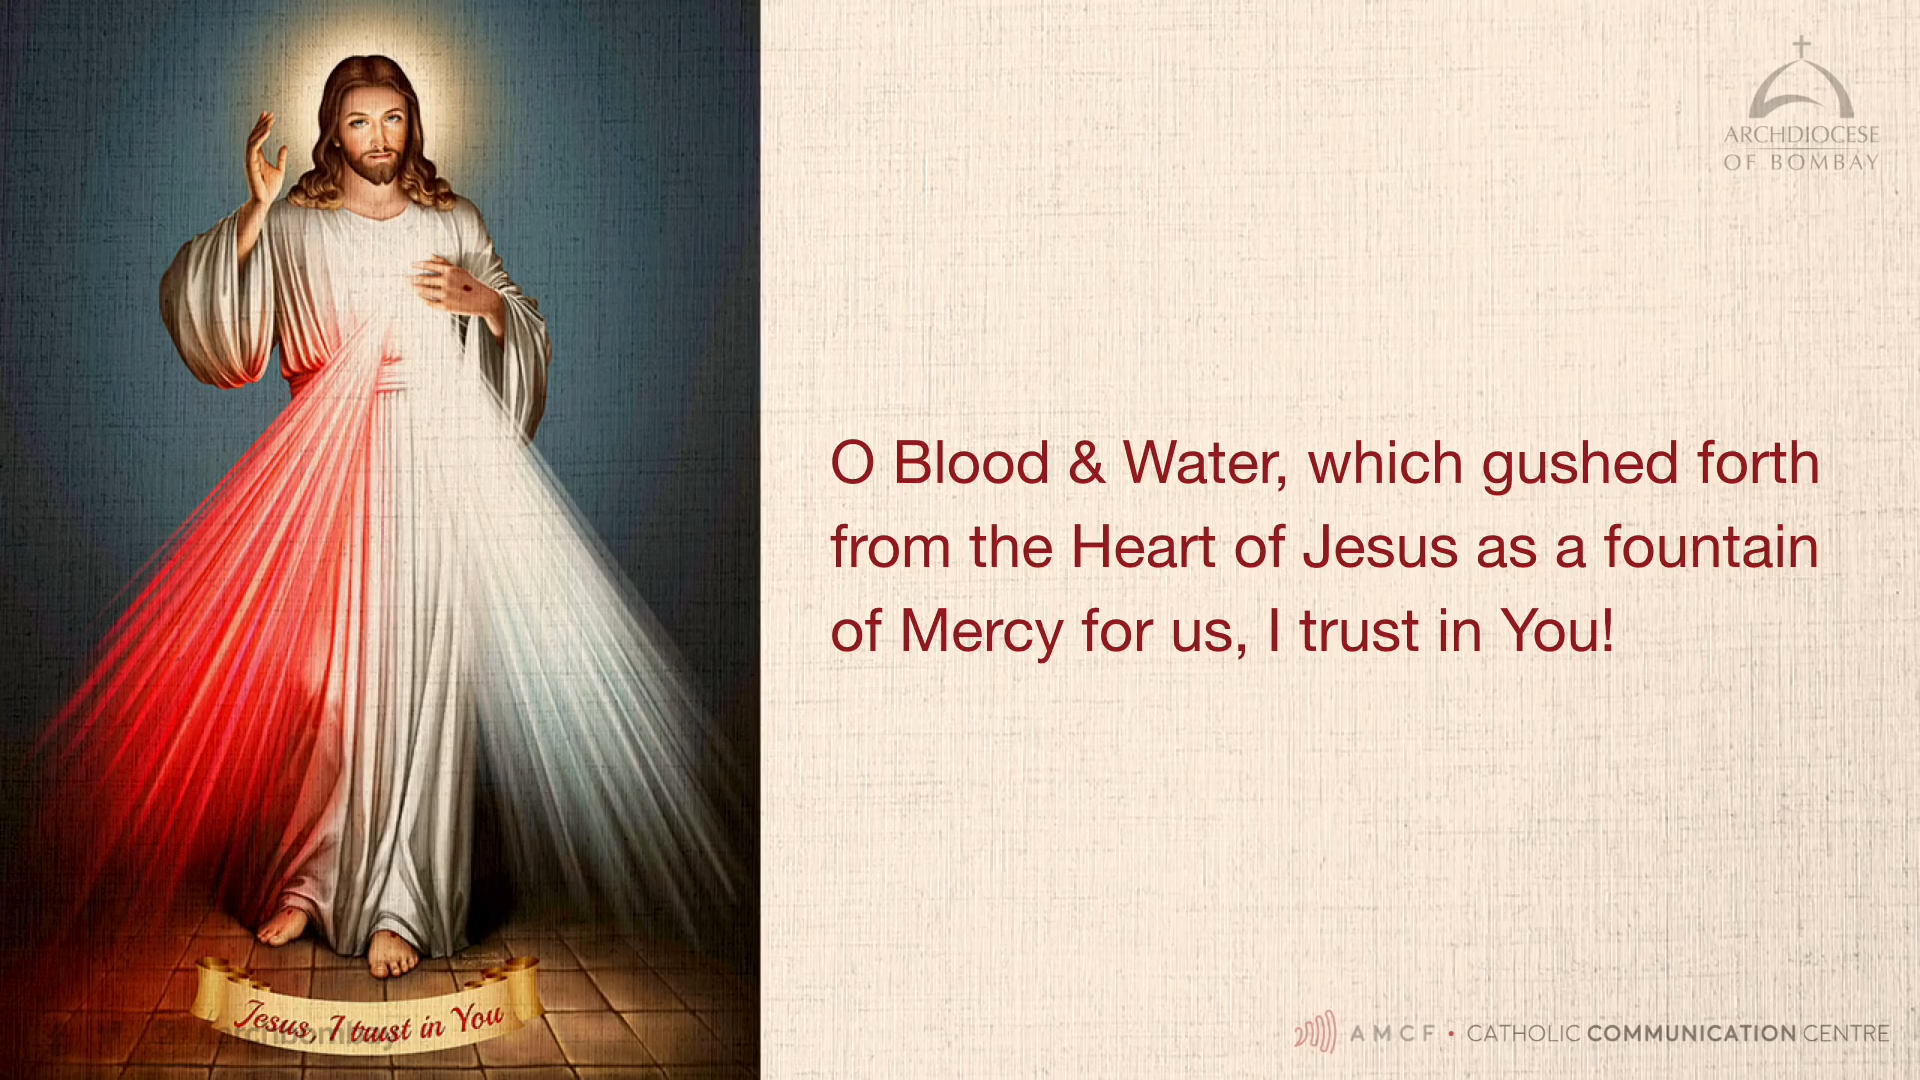 ARCHDIOCESE
OF BOMBAY
O Blood & Water, which gushed forth
from the Heart of Jesus as a fountain
of Mercy for us, I trust in You!
Jesus, I trust in You
archbombay
AMCF • CATHOLIC COMMUNICATION CENTRE